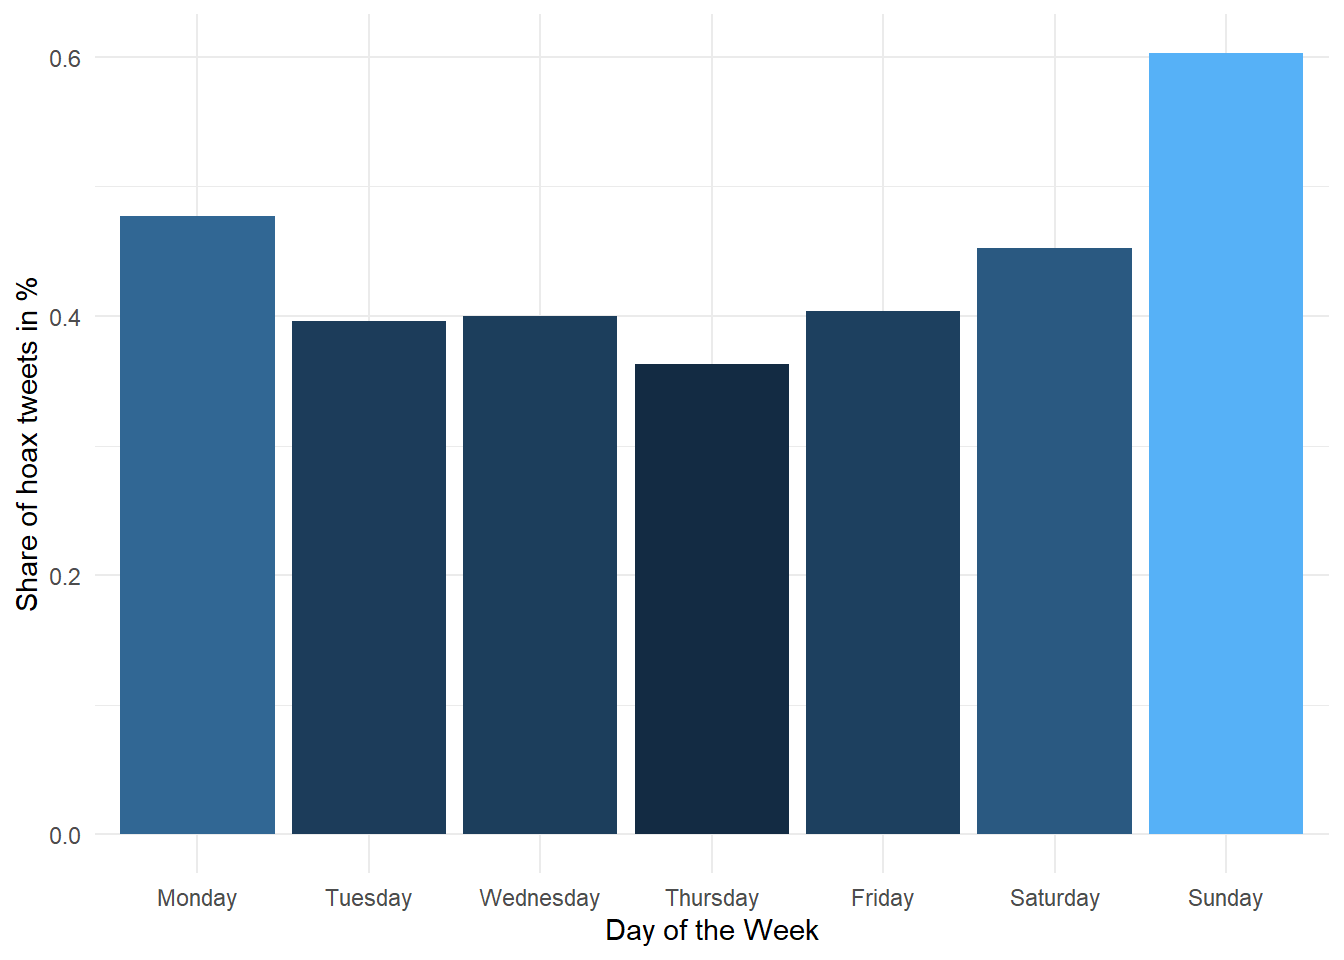 Share of hoax tweets in %
0.6
0.4
0.2
0.0
Monday Tuesday Wednesday Thursday Friday Saturday Sunday
Day of the Week